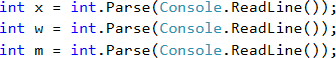 int x = int.Parse(Console.ReadLine());
int w = int.Parse(Console.ReadLine());
int m = int.Parse(Console.ReadLine());